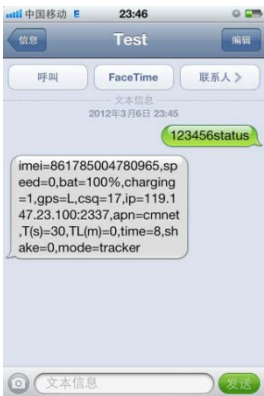 中国移动 E 23:46
信息 Test 编辑
呼叫 FaceTime 联系人
文本信息
2012年3月6日 23:45
123456status
imei=861785004780965,sp
eed=0,bat=100%,charging
=1,gps=L,csq=17,ip=119.1
47.23.100:2337,apn=cmnet
,T(s)=30,TL(m)=0,time=8,sh
ake=0,mode=tracker
文本信息 发送